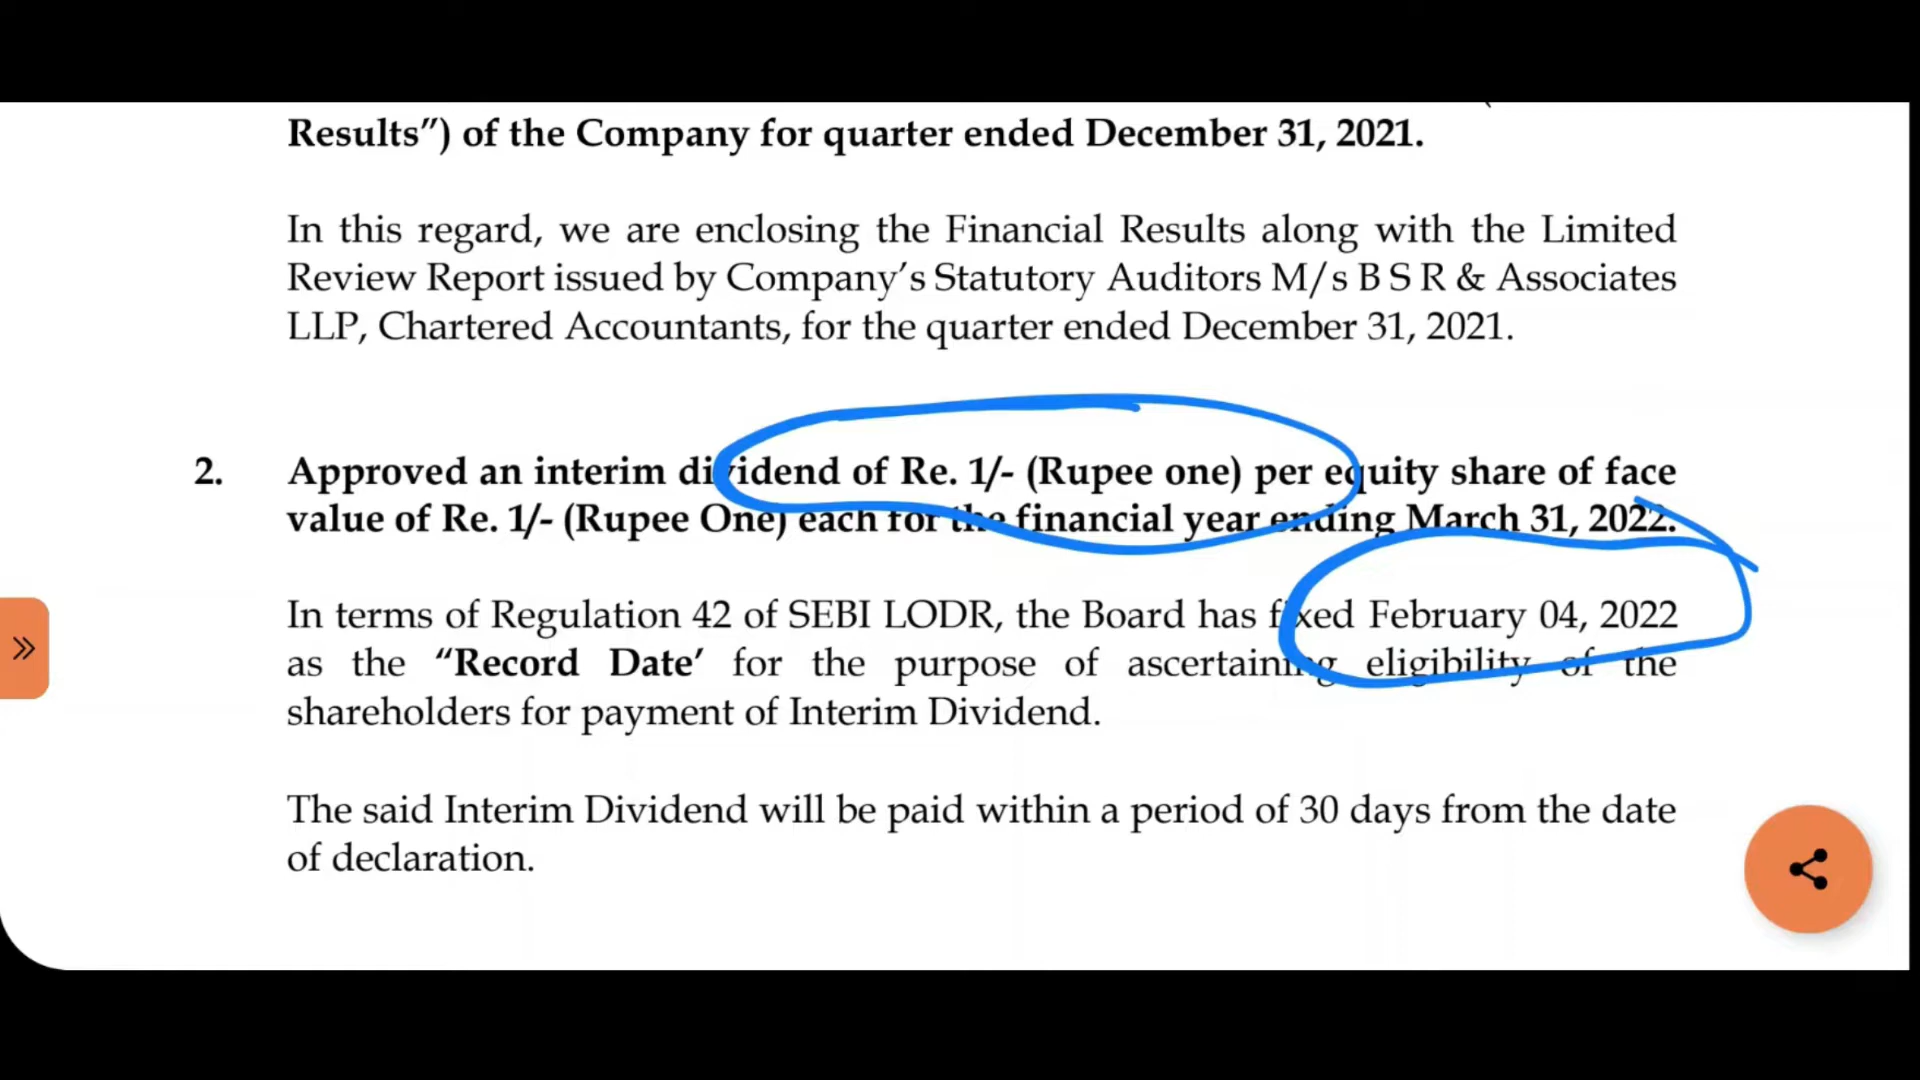 Results”) of the Company for quarter ended December 31, 2021.
In this regard, we are enclosing the Financial Results along with the Limited
Review Report issued by Company’s Statutory Auditors M/s B S R & Associates
LLP, Chartered Accountants, for the quarter ended December 31, 2021.
2. Approved an interim dividend of Re. 1/- (Rupee one) per equity share of face
value of Re. 1/- (Rupee One) each for the financial year ending March 31, 2022.
In terms of Regulation 42 of SEBI LODR, the Board has fixed February 04, 2022
as the “Record Date’ for the purpose of ascertaining eligibility of the
shareholders for payment of Interim Dividend.
The said Interim Dividend will be paid within a period of 30 days from the date
of declaration.